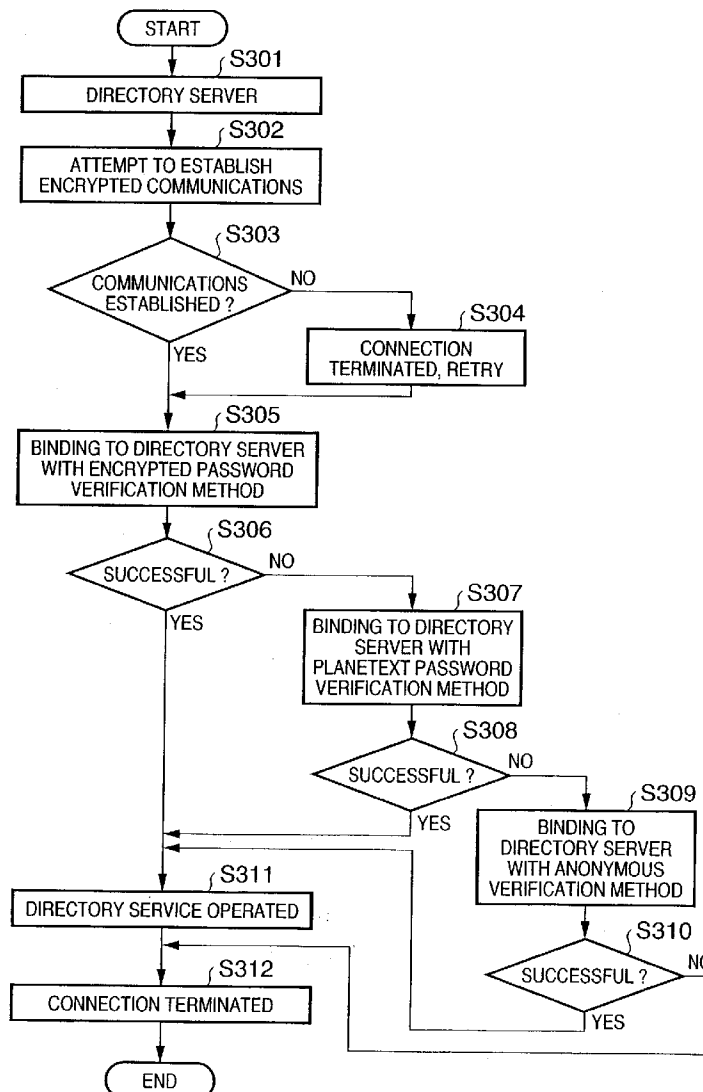 START
S301
DIRECTORY SERVER
S302
ATTEMPT TO ESTABLISH
ENCRYPTED COMMUNICATIONS
S303
COMMUNICATIONS
ESTABLISHED ?
NO
YES
S304
CONNECTION
TERMINATED, RETRY
S305
BINDING TO DIRECTORY SERVER
WITH ENCRYPTED PASSWORD
VERIFICATION METHOD
S306
SUCCESSFUL ?
NO
YES
S307
BINDING TO DIRECTORY
SERVER WITH
PLANETEXT PASSWORD
VERIFICATION METHOD
S308
SUCCESSFUL ?
NO
YES
S309
BINDING TO
DIRECTORY SERVER
WITH ANONYMOUS
VERIFICATION METHOD
S310
SUCCESSFUL ?
NO
YES
S311
DIRECTORY SERVICE OPERATED
S312
CONNECTION TERMINATED
END